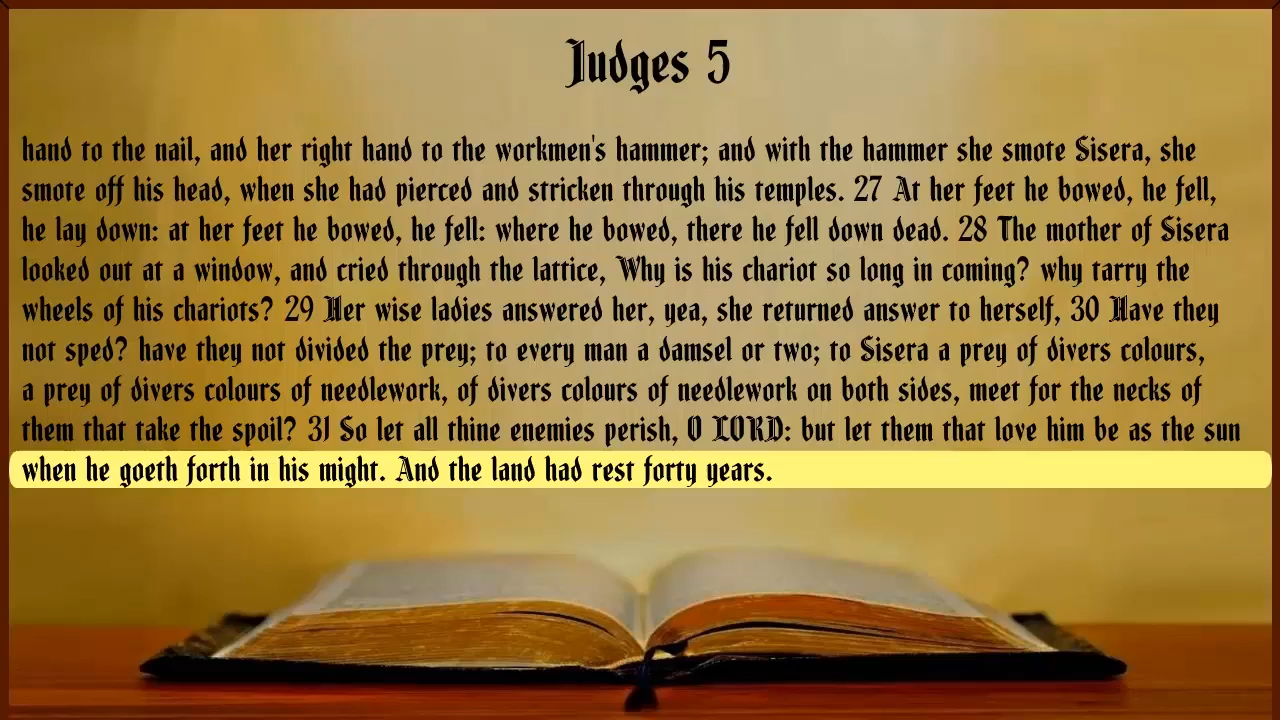 Judges 5
hand to the nail, and her right hand to the workmen's hammer; and with the hammer she smote Sisera, she
smote off his head, when she had pierced and stricken through his temples. 27 At her feet he bowed, he fell,
he lay down: at her feet he bowed, he fell: where he bowed, there he fell down dead. 28 The mother of Sisera
looked out at a window, and cried through the lattice, Why is his chariot so long in coming? why tarry the
wheels of his chariots? 29 Her wise ladies answered her, yea, she returned answer to herself, 30 Have they
not sped? have they not divided the prey; to every man a damsel or two; to Sisera a prey of divers colours,
a prey of divers colours of needlework, of divers colours of needlework on both sides, meet for the necks of
them that take the spoil? 31 So let all thine enemies perish, O LORD: but let them that love him be as the sun
when he goeth forth in his might. And the land had rest forty years.